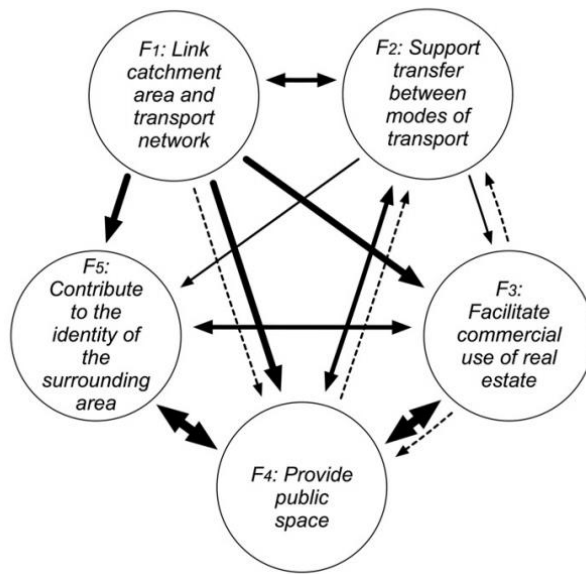 F1: Link
catchment
area and
transport
network
F2: Support
transfer
between
modes of
transport
F5:
Contribute
to the
identity of
the
surrounding
area
F3:
Facilitate
commercial
use of real
estate
F4: Provide
public
space